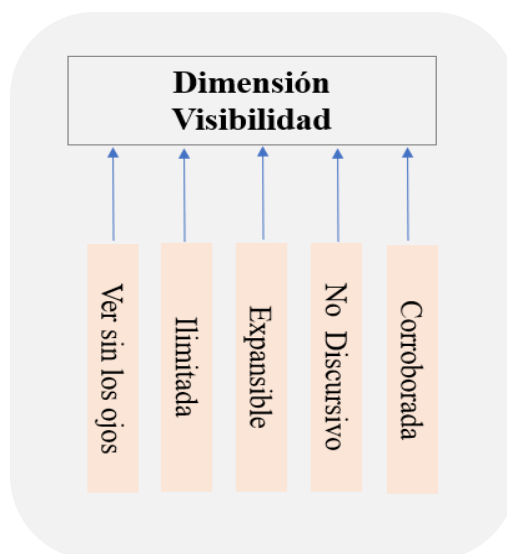 Dimensión
Visibilidad
Ver sin los ojos
Ilimitada
Expansible
No Discursivo
Corroborada